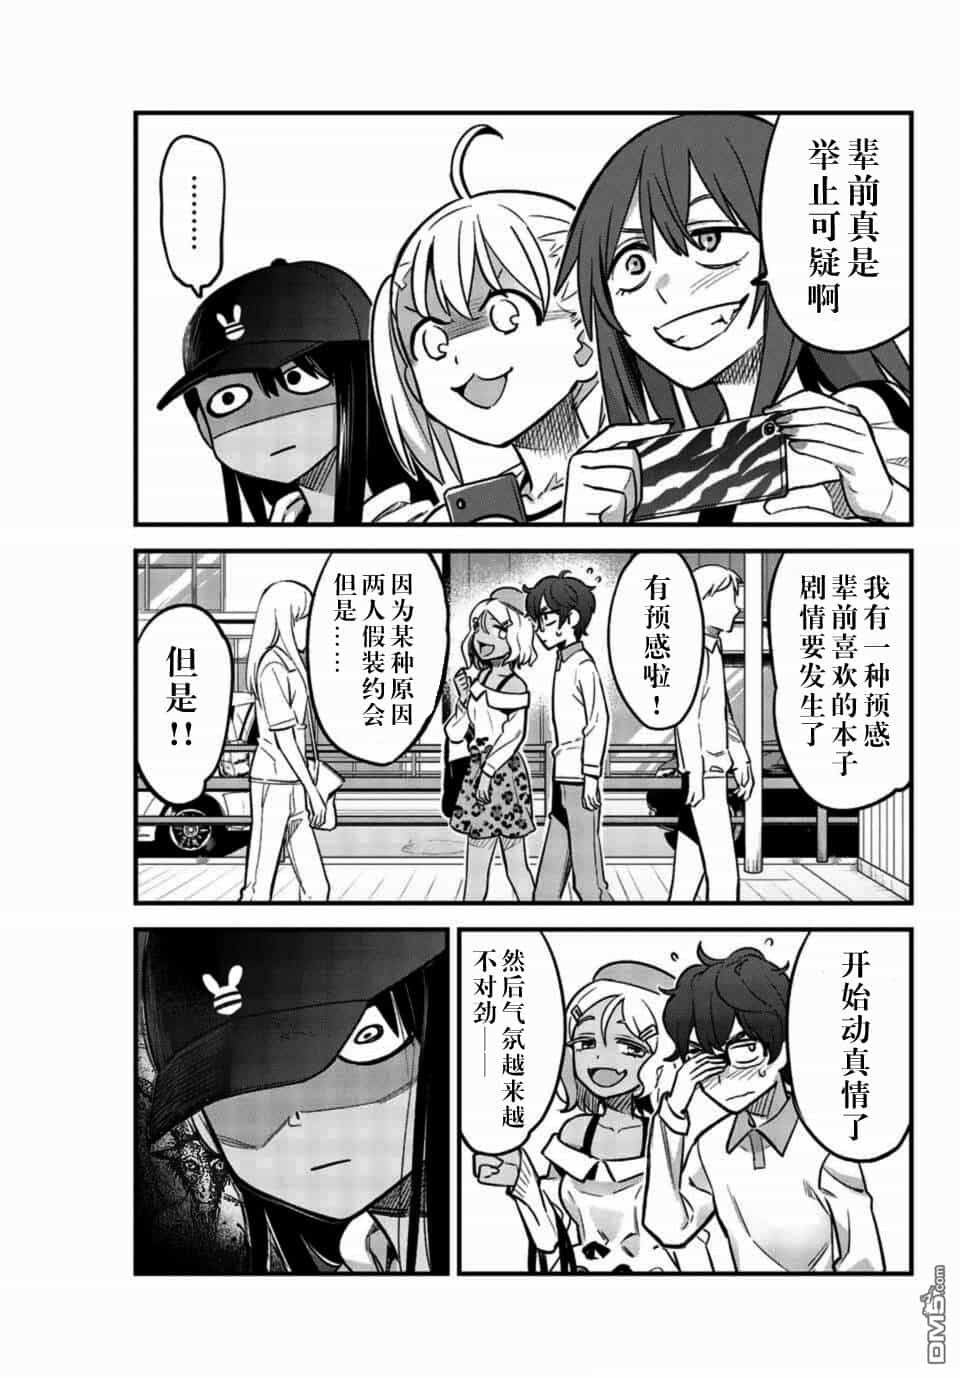 辈前真是
举止可疑啊
………
我有一种预感
辈前喜欢的本子
剧情要发生了
有预感啦！
因为某种原因
两人假装约会
但是……
但是!!
开始动真情了
然后气氛越来越
不对劲——
DM5.com